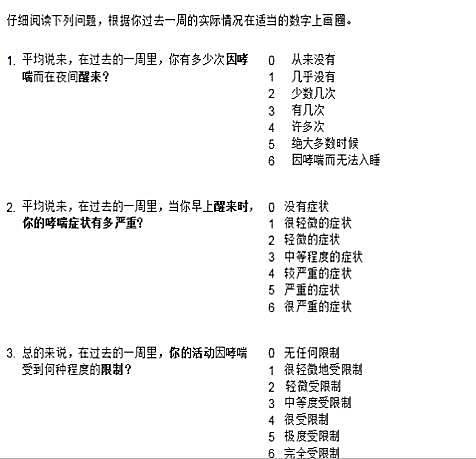 仔细阅读下列问题，根据你过去一周的实际情况在适当的数字上画圈。
1. 平均说来，在过去的一周里，你有多少次因哮
喘而在夜间醒来？
0 从来没有
1 几乎没有
2 少数几次
3 有几次
4 许多次
5 绝大多数时候
6 因哮喘而无法入睡
2. 平均说来，在过去的一周里，当你早上醒来时，
你的哮喘症状有多严重？
0 没有症状
1 很轻微的症状
2 轻微的症状
3 中等程度的症状
4 较严重的症状
5 严重的症状
6 很严重的症状
3. 总的来说，在过去的一周里，你的活动因哮喘
受到何种程度的限制？
0 无任何限制
1 很轻微地受限制
2 轻微受限制
3 中等度受限制
4 很受限制
5 极度受限制
6 完全受限制